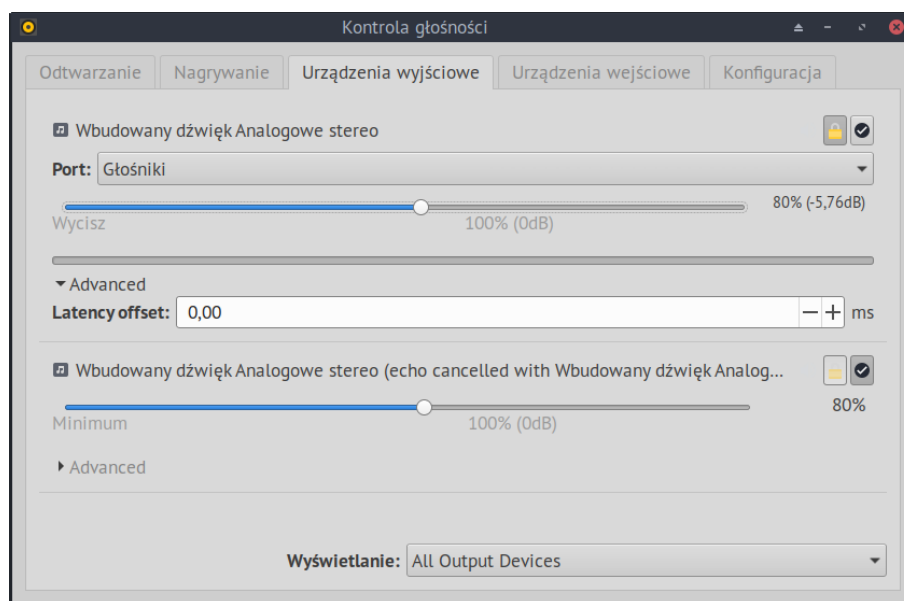 Kontrola głośności
Odtwarzanie Nagrywanie Urządzenia wyjściowe Urządzenia wejściowe Konfiguracja
Wbudowany dźwięk Analogowe stereo
Port: Głośniki
80% (-5,76dB)
Wycisz 100% (0dB)
Advanced
Latency offset: 0,00 ms
Wbudowany dźwięk Analogowe stereo (echo cancelled with Wbudowany dźwięk Analog...
80%
Minimum 100% (0dB)
Advanced
Wyświetlanie: All Output Devices